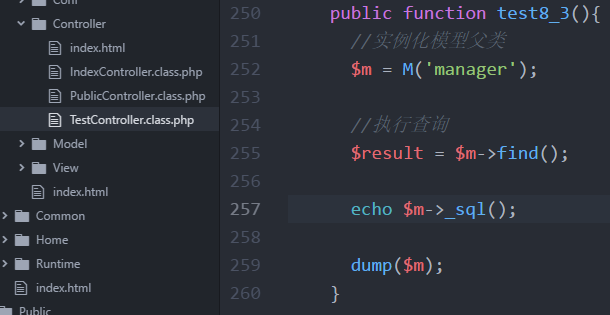 Conf
Controller
index.html
IndexController.class.php
PublicController.class.php
TestController.class.php
Model
View
index.html
Common
Home
Runtime
index.html
Public
250 public function test8_3(){
251 //实例化模型父类
252 $m = M('manager');
253
254 //执行查询
255 $result = $m->find();
256
257 echo $m->_sql();
258
259 dump($m);
260 }